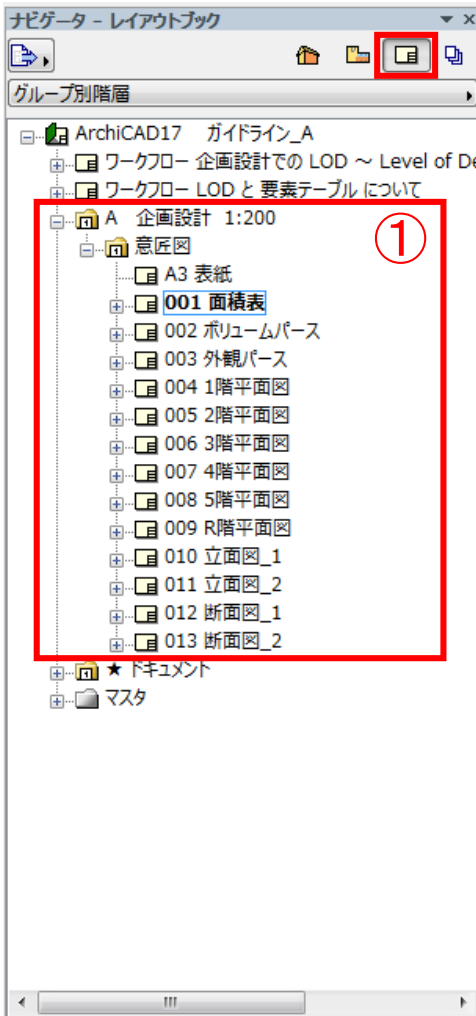 ナビゲータ - レイアウトブック
グループ別階層
ArchiCAD17 ガイドライン_A
ワークフロー 企画設計での LOD ～ Level of De
ワークフロー LOD と 要素テーブル について
A 企画設計 1:200
①
意匠図
A3 表紙
001 面積表
002 ボリュームパース
003 外観パース
004 1階平面図
005 2階平面図
006 3階平面図
007 4階平面図
008 5階平面図
009 R階平面図
010 立面図_1
011 立面図_2
012 断面図_1
013 断面図_2
★ ドキュメント
マスタ